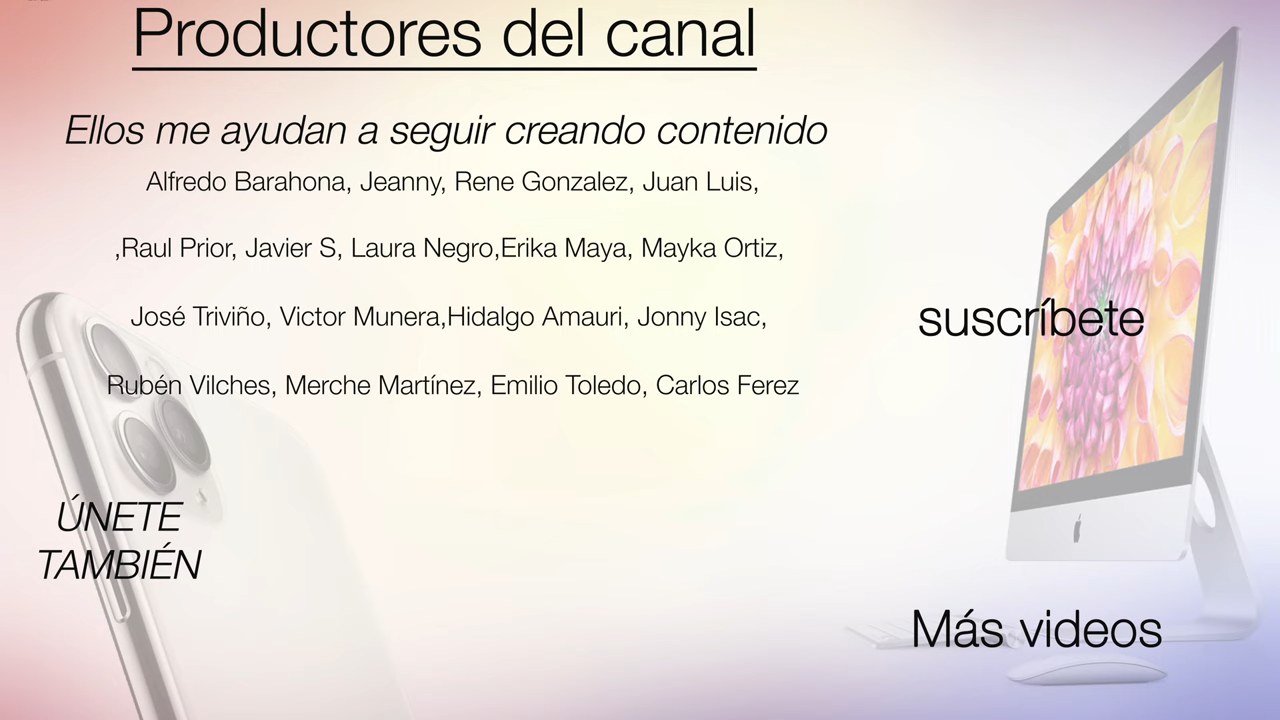 Productores del canal
Ellos me ayudan a seguir creando contenido
Alfredo Barahona, Jeanny, Rene Gonzalez, Juan Luis,
,Raul Prior, Javier S, Laura Negro,Erika Maya, Mayka Ortiz,
José Triviño, Victor Munera,Hidalgo Amauri, Jonny Isac,
Rubén Vilches, Merche Martínez, Emilio Toledo, Carlos Ferez
suscríbete
ÚNETE
TAMBIÉN
Más videos